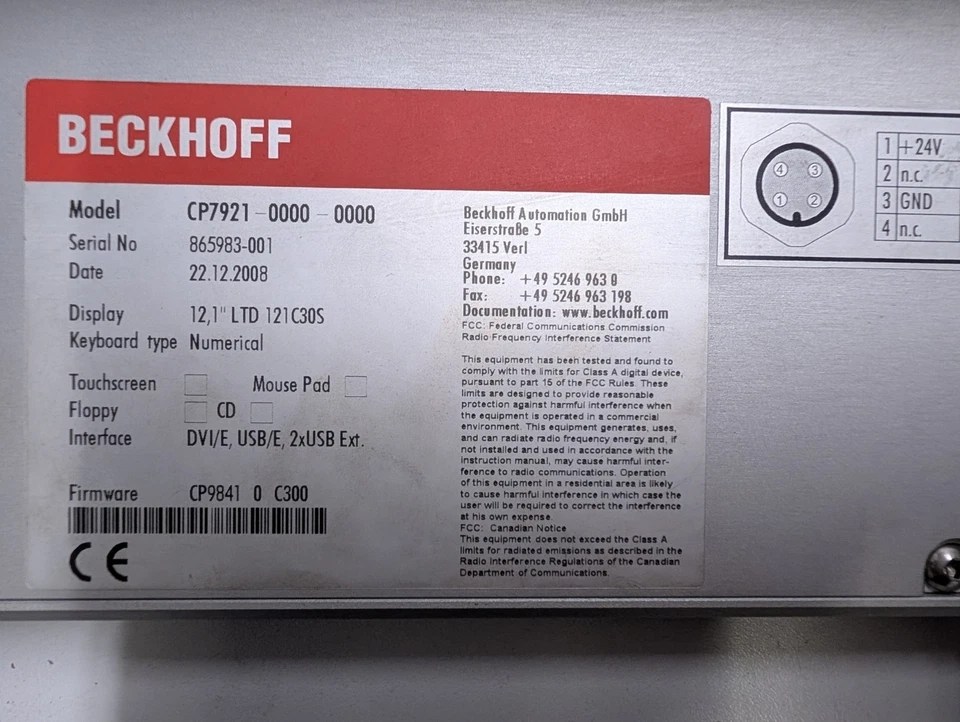 BECKHOFF
Model CP7921-0000-0000
Serial No 865983-001
Date 22.12.2008
Display 12,1" LTD 121C30S
Keyboard type Numerical
Touchscreen Mouse Pad
Floppy CD
Interface DVI/E, USB/E, 2xUSB Ext.
Firmware CP9841 0 C300
CE
Beckhoff Automation GmbH
Eiserstraße 5
33415 Verl
Germany
Phone: +49 5246 963 0
Fax: +49 5246 963 198
Documentation: www.beckhoff.com
FCC: Federal Communications Commission
Radio Frequency Interference Statement
This equipment has been tested and found to
comply with the limits for Class A digital device,
pursuant to part 15 of the FCC Rules. These
limits are designed to provide reasonable
protection against harmful interference when
the equipment is operated in a commercial
environment. This equipment generates, uses,
and can radiate radio frequency energy and, if
not installed and used in accordance with the
instruction manual, may cause harmful inter-
ference to radio communications. Operation
of this equipment in a residential area is likely
to cause harmful interference in which case the
user will be required to correct the interference
at his own expense.
FCC: Canadian Notice
This equipment does not exceed the Class A
limits for radiated emissions as described in the
Radio Interference Regulations of the Canadian
Department of Communications.
4 3
1 2
1 +24V
2 n.c.
3 GND
4 n.c.